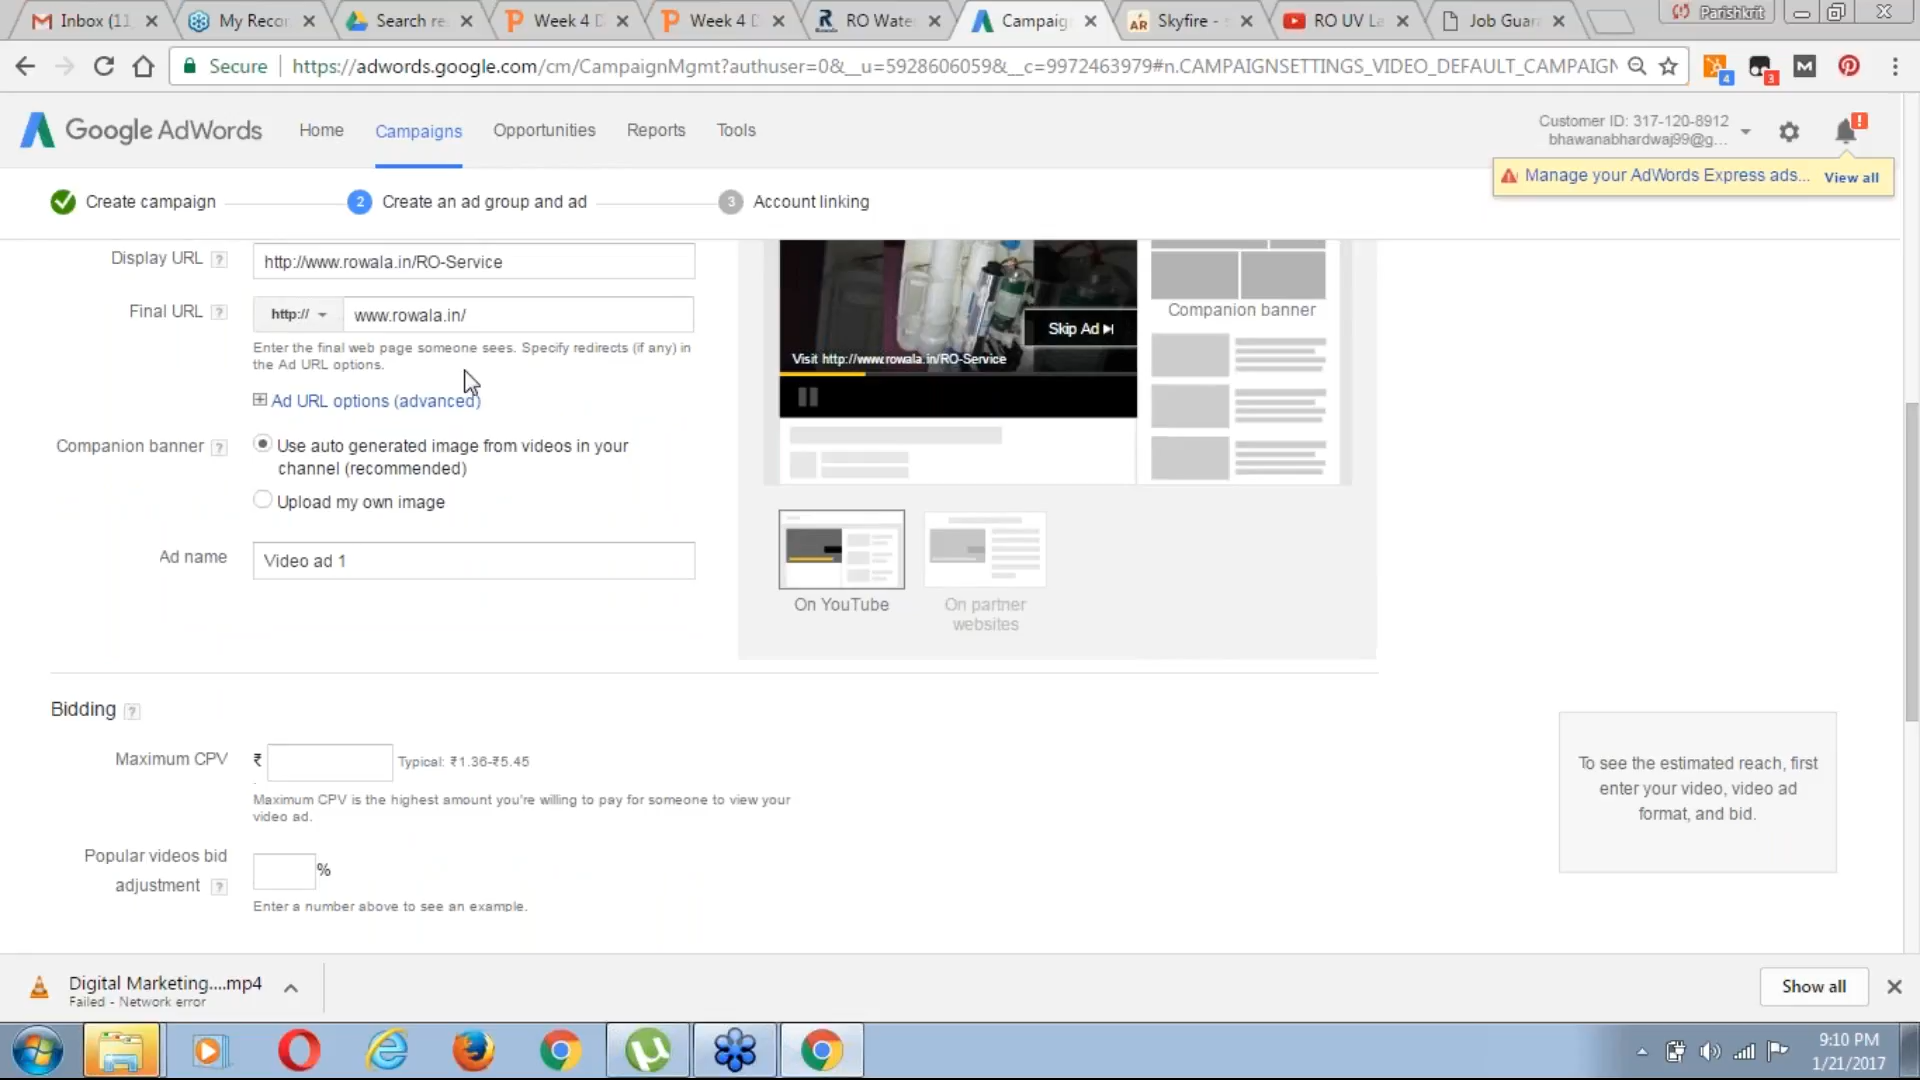 Inbox (11
My Recor
Search re
Week 4 D
Week 4 D
RO Wate
Campaig
Skyfire - s
RO UV La
Job Guar
Parishkrit
Secure
https://adwords.google.com/cm/CampaignMgmt?authuser=0&__u=5928606059&__c=9972463979#n.CAMPAIGNSETTINGS_VIDEO_DEFAULT_CAMPAIGN
4
3
Google AdWords
Home
Campaigns
Opportunities
Reports
Tools
Customer ID: 317-120-8912
bhawanabhardwaj99@g...
Manage your AdWords Express ads...
View all
Create campaign
2
Create an ad group and ad
3
Account linking
Display URL ?
http://www.rowala.in/RO-Service
Final URL ?
http://
www.rowala.in/
Enter the final web page someone sees. Specify redirects (if any) in
the Ad URL options.
Ad URL options (advanced)
Companion banner ?
Use auto generated image from videos in your
channel (recommended)
Upload my own image
Ad name
Video ad 1
Skip Ad
Visit http://www.rowala.in/RO-Service
Companion banner
On YouTube
On partner
websites
Bidding ?
Maximum CPV
₹
Typical: ₹1.36-₹5.45
Maximum CPV is the highest amount you're willing to pay for someone to view your
video ad.
Popular videos bid
adjustment ?
%
Enter a number above to see an example.
To see the estimated reach, first
enter your video, video ad
format, and bid.
Digital Marketing....mp4
Failed - Network error
Show all
9:10 PM
1/21/2017